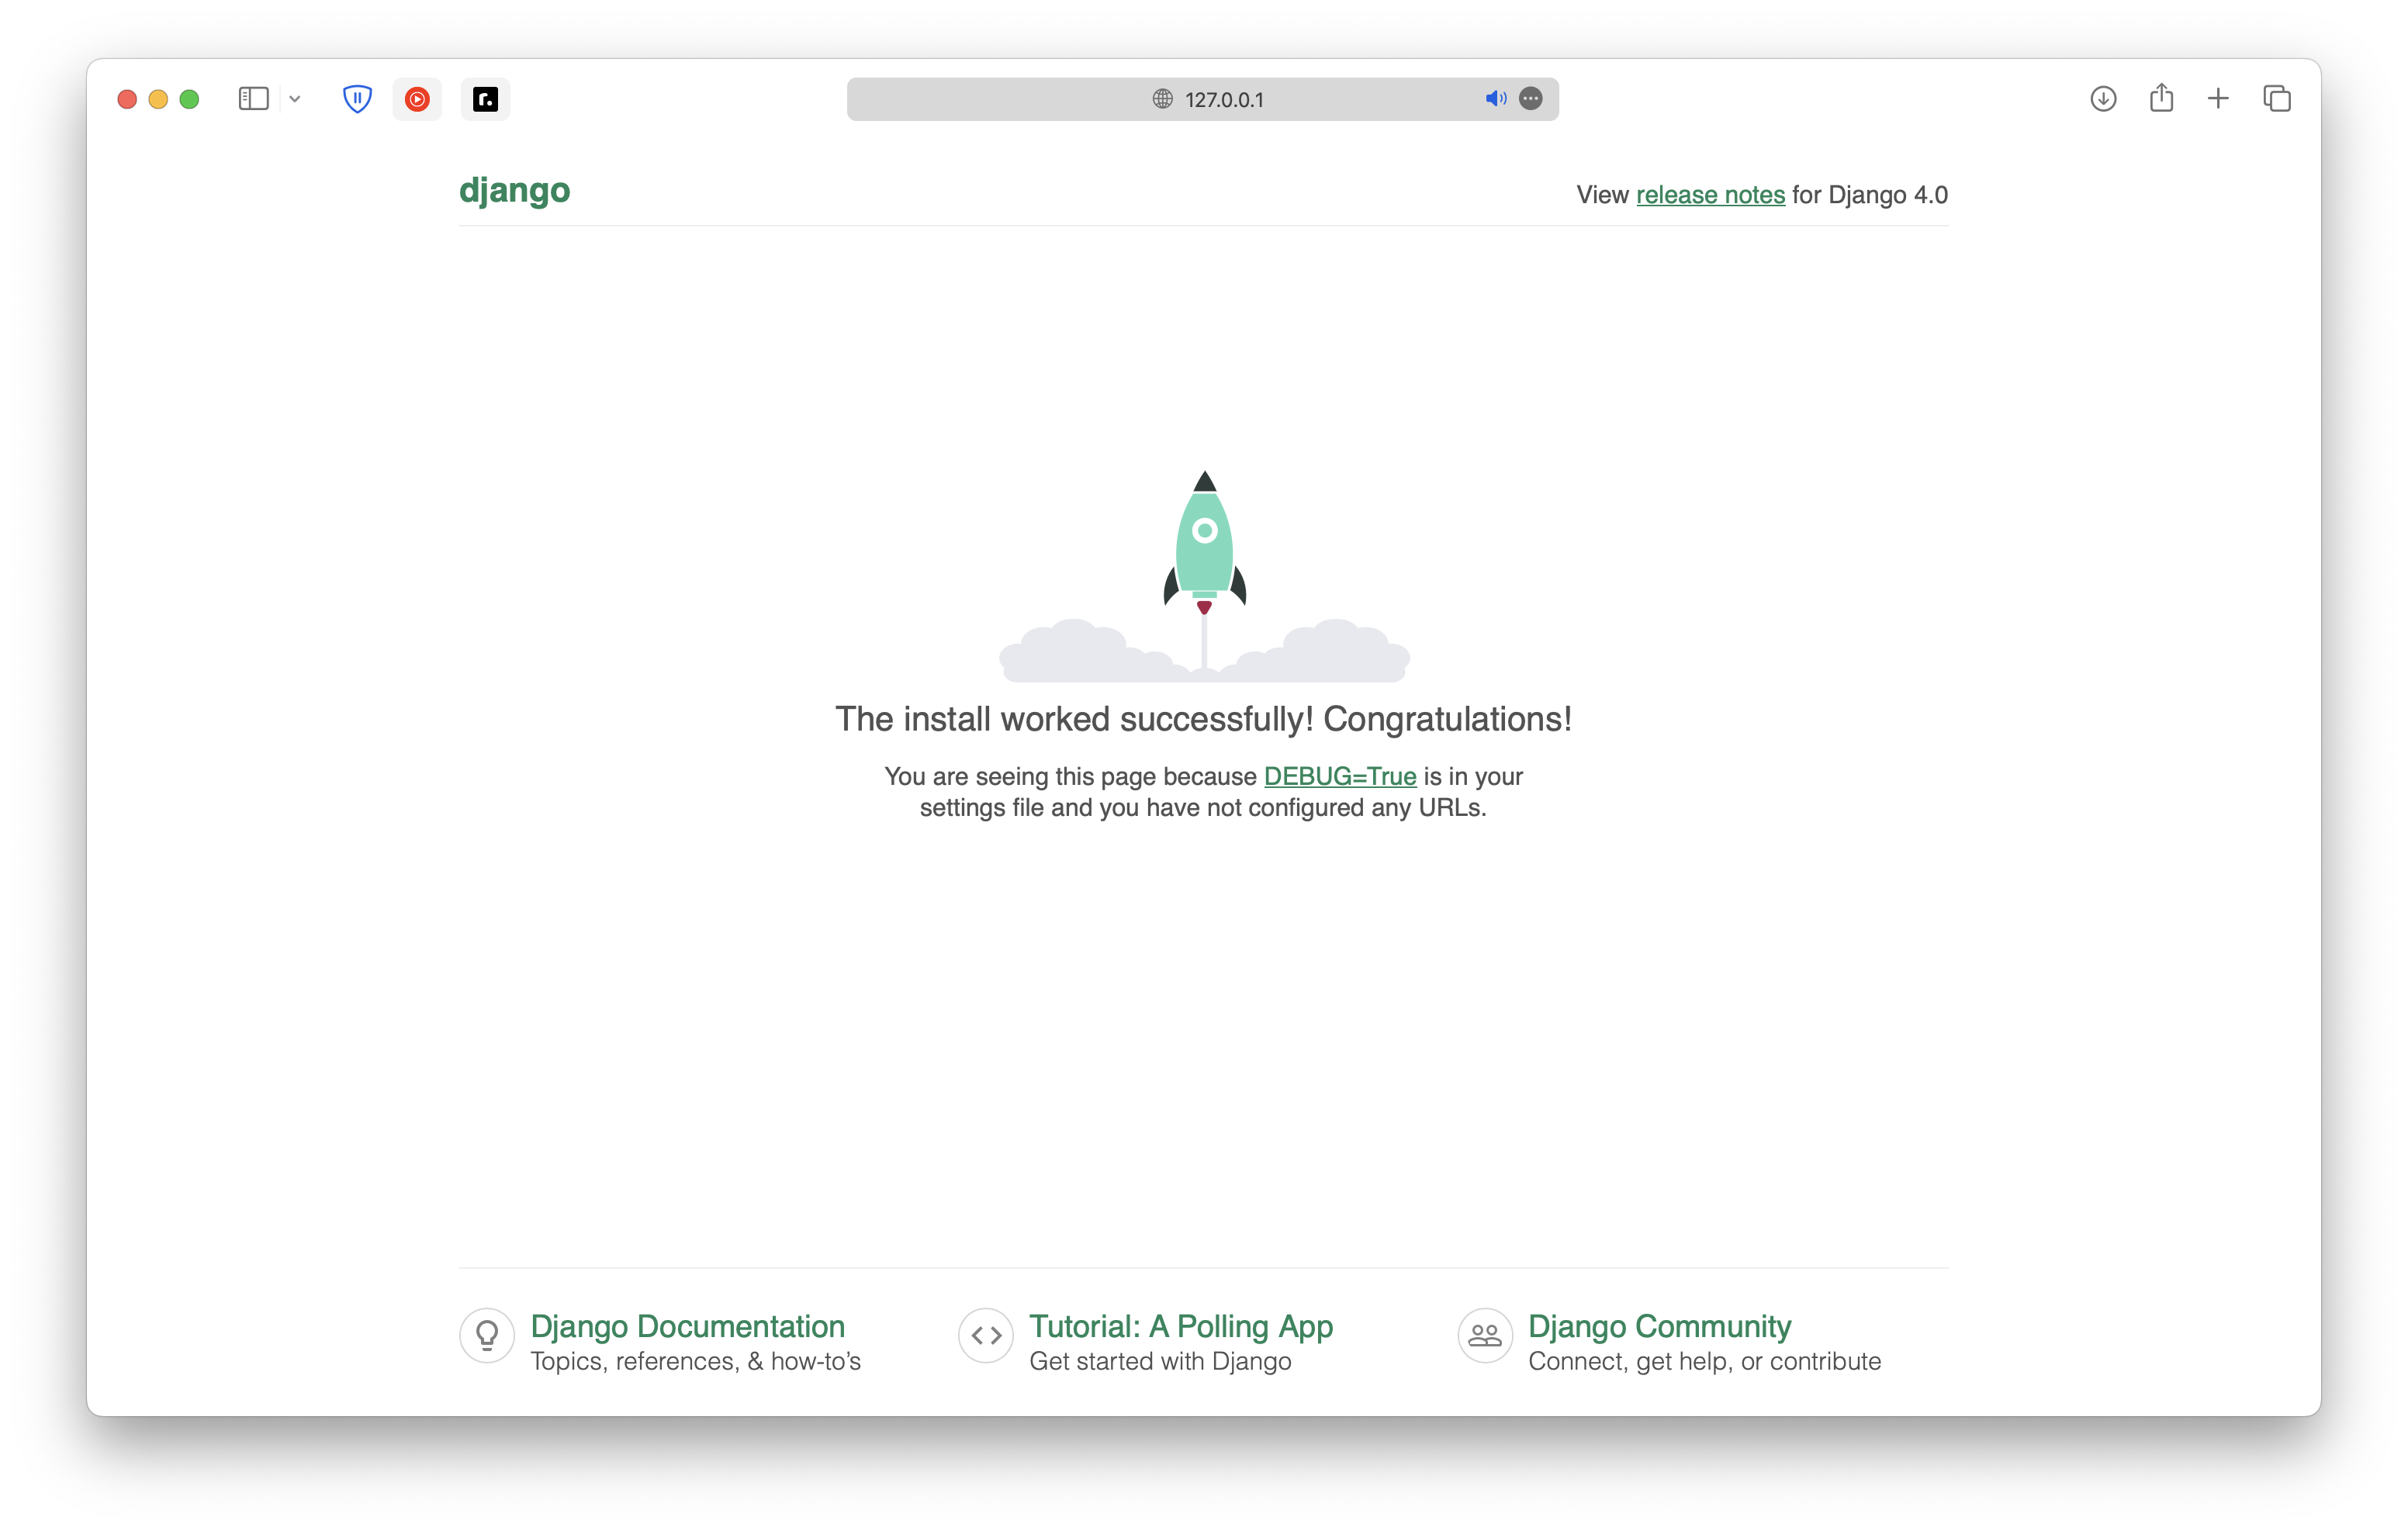 127.0.0.1
django
View release notes for Django 4.0
The install worked successfully! Congratulations!
You are seeing this page because DEBUG=True is in your
settings file and you have not configured any URLs.
Django Documentation
Topics, references, & how-to’s
Tutorial: A Polling App
Get started with Django
Django Community
Connect, get help, or contribute